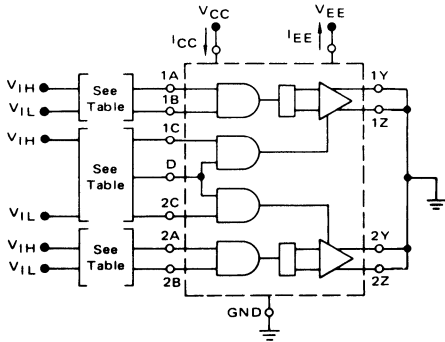 VCC
VEE
ICC
IEE
VIH
VIL
See
Table
1A
1B
1Y
1Z
VIH
VIL
See
Table
1C
D
2C
VIH
VIL
See
Table
2A
2B
2Y
2Z
GND